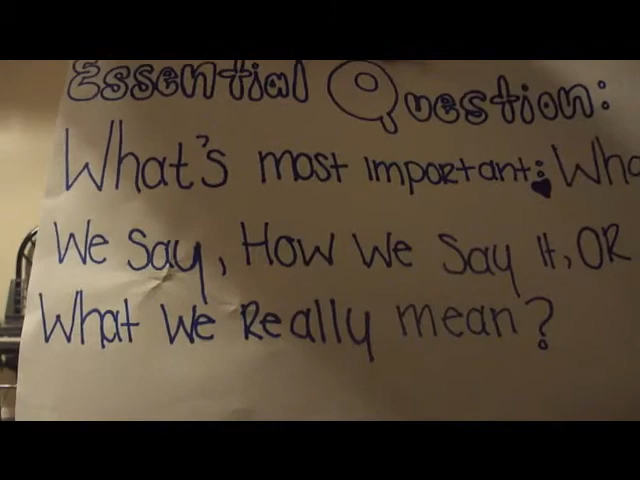 Essential Question:
What's most important: Wha
We Say, How We Say It, OR
What We Really mean?